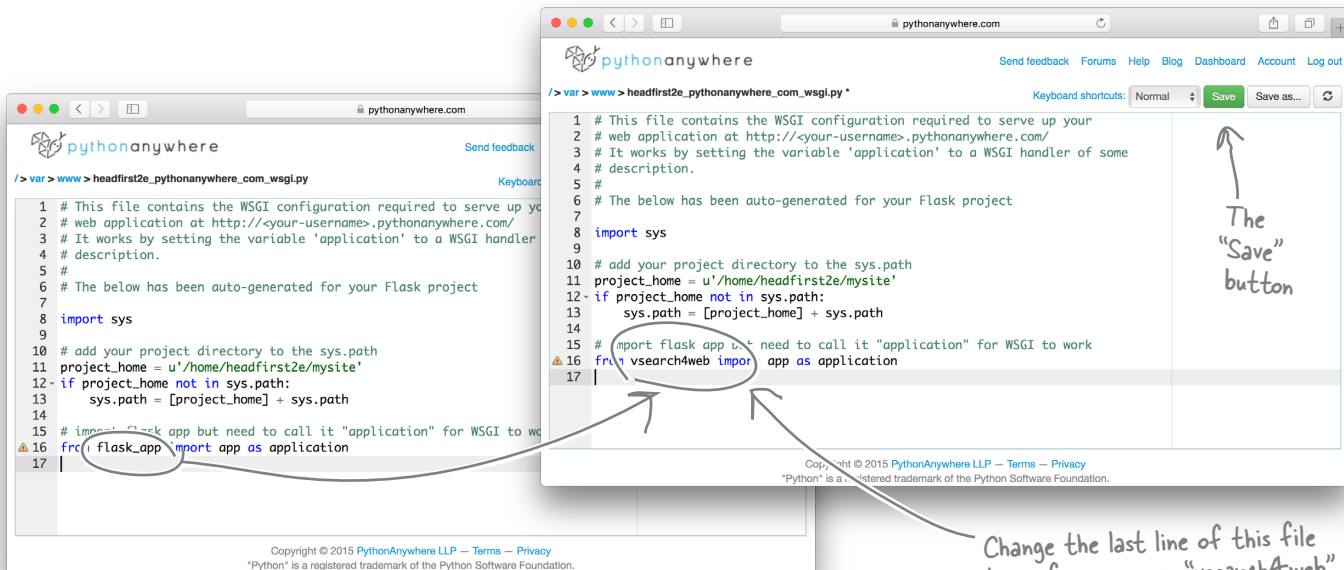 pythonanywhere.com
pythonanywhere
Send feedback Forums Help Blog Dashboard Account Log out
/ > var > www > headfirst2e_pythonanywhere_com_wsgi.py *
Keyboard shortcuts: Normal Save Save as...
1 # This file contains the WSGI configuration required to serve up your
2 # web application at http://<your-username>.pythonanywhere.com/
3 # It works by setting the variable 'application' to a WSGI handler of some
4 # description.
5 #
6 # The below has been auto-generated for your Flask project
7
8 import sys
9
10 # add your project directory to the sys.path
11 project_home = u'/home/headfirst2e/mysite'
12 if project_home not in sys.path:
13 sys.path = [project_home] + sys.path
14
15 # import flask app but need to call it "application" for WSGI to work
16 from vsearch4web import app as application
17
Copyright © 2015 PythonAnywhere LLP — Terms — Privacy
"Python" is a registered trademark of the Python Software Foundation.
The
"Save"
button
pythonanywhere.com
pythonanywhere
Send feedback
/ > var > www > headfirst2e_pythonanywhere_com_wsgi.py
1 # This file contains the WSGI configuration required to serve up
2 # web application at http://<your-username>.pythonanywhere.com/
3 # It works by setting the variable 'application' to a WSGI handler
4 # description.
5 #
6 # The below has been auto-generated for your Flask project
7
8 import sys
9
10 # add your project directory to the sys.path
11 project_home = u'/home/headfirst2e/mysite'
12 if project_home not in sys.path:
13 sys.path = [project_home] + sys.path
14
15 # import flask app but need to call it "application" for WSGI to
16 from flask_app import app as application
17
Copyright © 2015 PythonAnywhere LLP — Terms — Privacy
"Python" is a registered trademark of the Python Software Foundation.
Change the last line of this file
"vsearch4web"